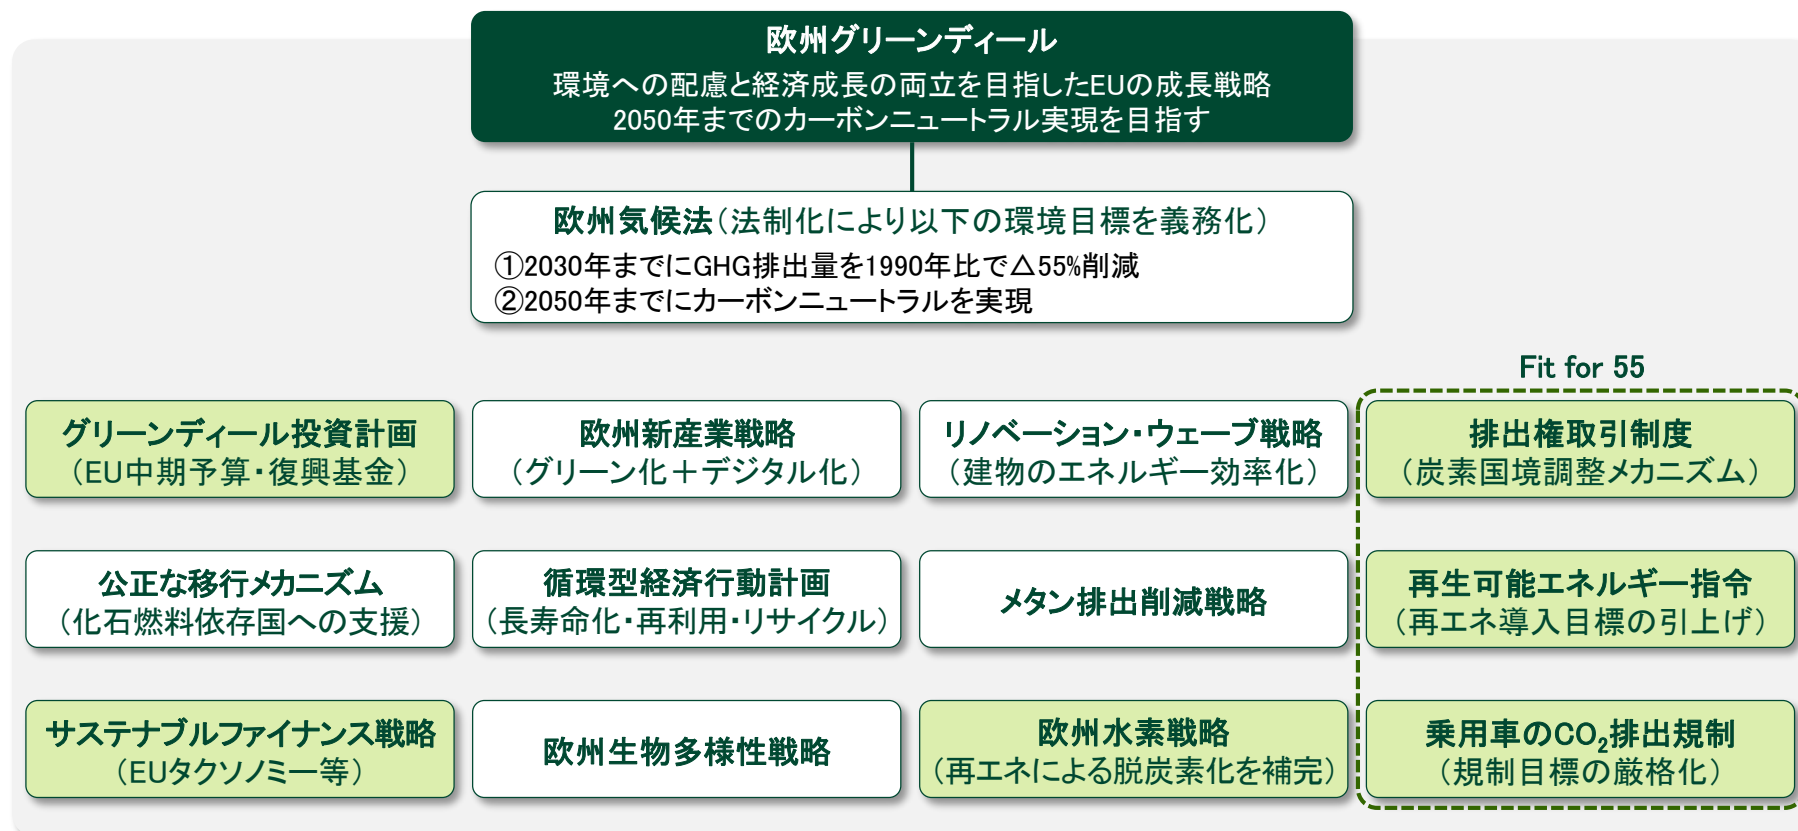 欧州グリーンディール
環境への配慮と経済成長の両立を目指したEUの成長戦略
2050年までのカーボンニュートラル実現を目指す
欧州気候法（法制化により以下の環境目標を義務化）
①2030年までにGHG排出量を1990年比で△55%削減
②2050年までにカーボンニュートラルを実現
Fit for 55
グリーンディール投資計画
（EU中期予算・復興基金）
欧州新産業戦略
（グリーン化＋デジタル化）
リノベーション・ウェーブ戦略
（建物のエネルギー効率化）
排出権取引制度
（炭素国境調整メカニズム）
公正な移行メカニズム
（化石燃料依存国への支援）
循環型経済行動計画
（長寿命化・再利用・リサイクル）
メタン排出削減戦略
再生可能エネルギー指令
（再エネ導入目標の引上げ）
サステナブルファイナンス戦略
（EUタクソノミー等）
欧州生物多様性戦略
欧州水素戦略
（再エネによる脱炭素化を補完）
乗用車のCO₂排出規制
（規制目標の厳格化）